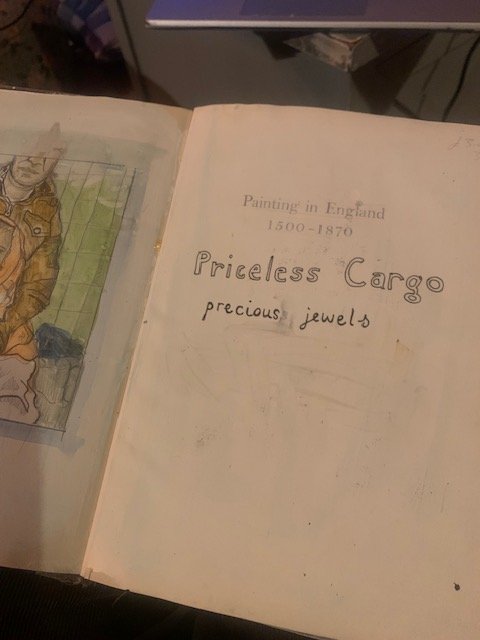 Painting in England
1500-1870
Priceless Cargo
precious jewels